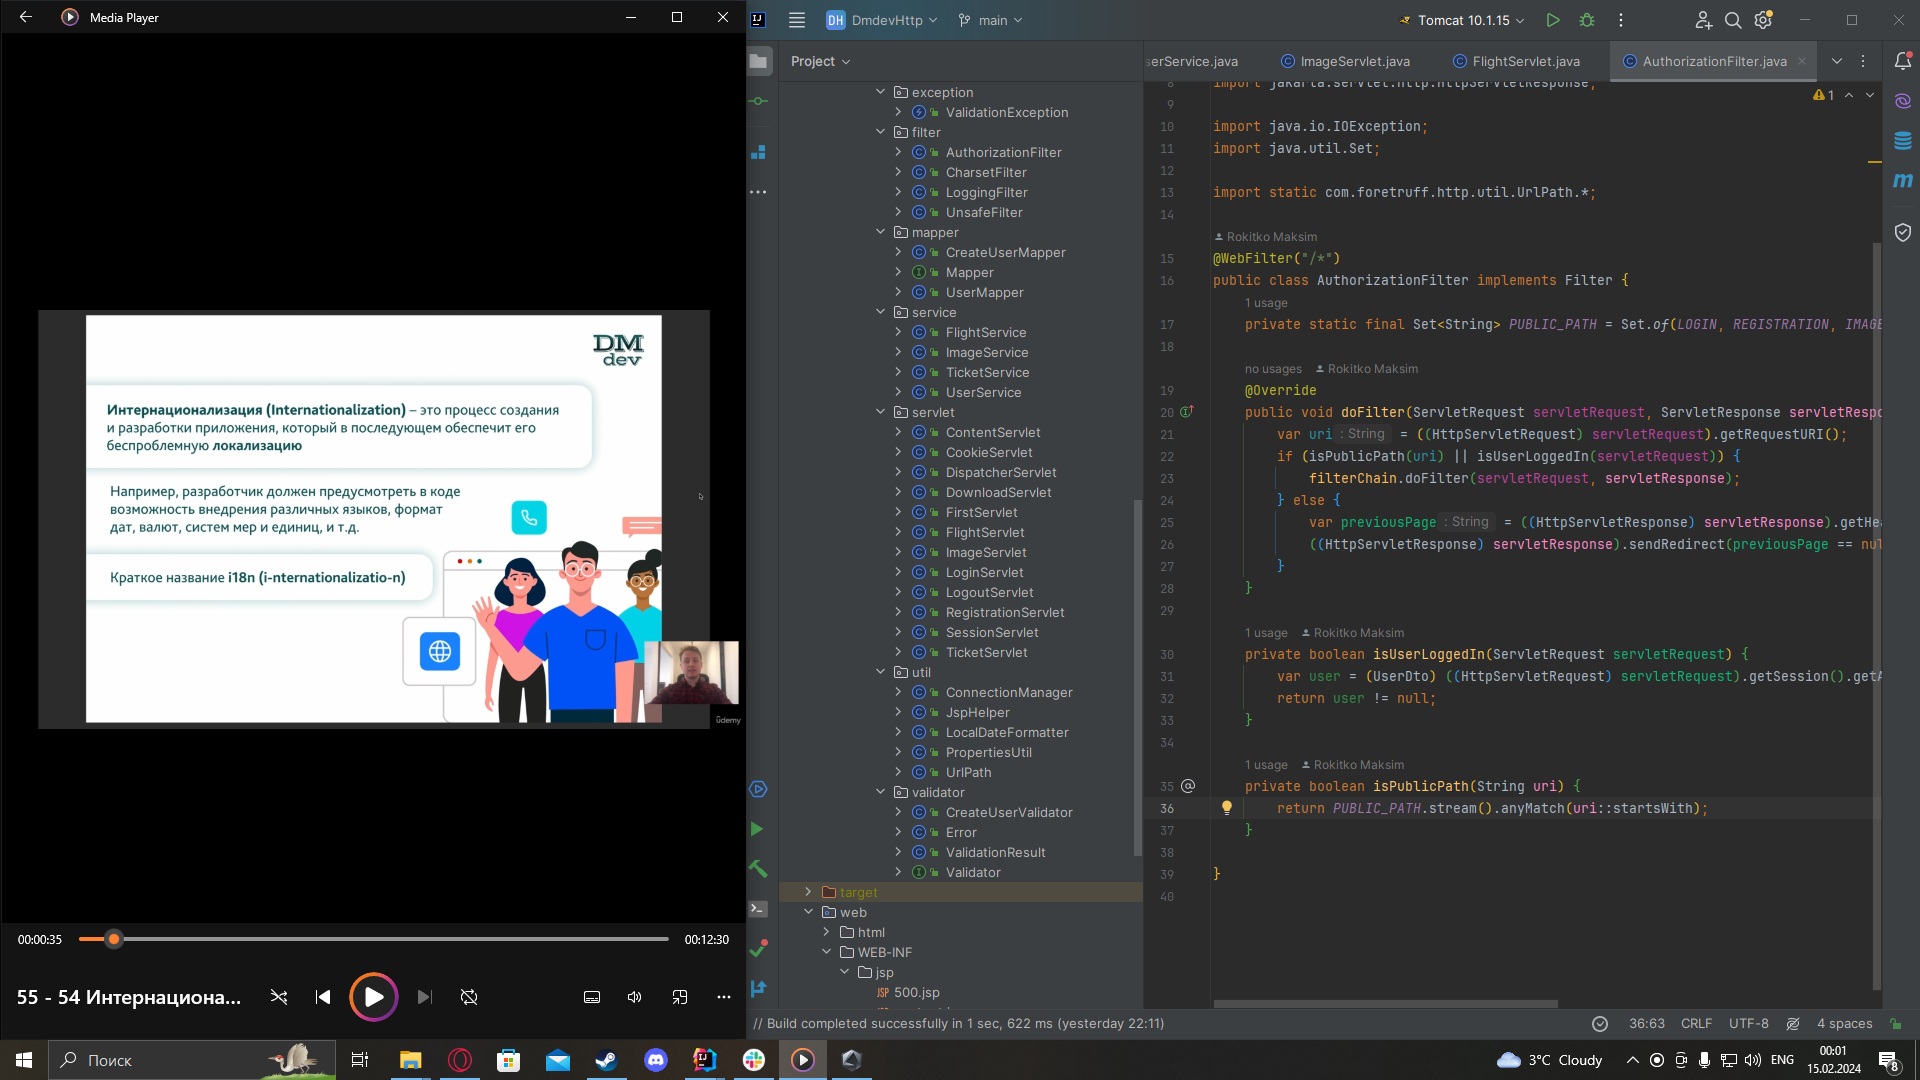 Media Player
DM
dev
Интернационализация (Internationalization) – это процесс создания
и разработки приложения, который в последующем обеспечит его
беспроблемную локализацию
Например, разработчик должен предусмотреть в коде
возможность внедрения различных языков, формат
дат, валют, систем мер и единиц, и т.д.
Краткое название i18n (i-nternationalizatio-n)
ûdemy
00:00:35
00:12:30
55 - 54 Интернациона...
DH DmdevHttp
main
Tomcat 10.1.15
Project
exception
ValidationException
filter
AuthorizationFilter
CharsetFilter
LoggingFilter
UnsafeFilter
mapper
CreateUserMapper
Mapper
UserMapper
service
FlightService
ImageService
TicketService
UserService
servlet
ContentServlet
CookieServlet
DispatcherServlet
DownloadServlet
FirstServlet
FlightServlet
ImageServlet
LoginServlet
LogoutServlet
RegistrationServlet
SessionServlet
TicketServlet
util
ConnectionManager
JspHelper
LocalDateFormatter
PropertiesUtil
UrlPath
validator
CreateUserValidator
Error
ValidationResult
Validator
target
web
html
WEB-INF
jsp
JSP 500.jsp
serService.java ImageServlet.java FlightServlet.java AuthorizationFilter.java
1
8 import jakarta.servlet.http.HttpServletResponse;
9
10 import java.io.IOException;
11 import java.util.Set;
12
13 import static com.foretruff.http.util.UrlPath.*;
14
Rokitko Maksim
15 @WebFilter("/*")
16 public class AuthorizationFilter implements Filter {
1 usage
17 private static final Set<String> PUBLIC_PATH = Set.of(LOGIN, REGISTRATION, IMAGE
18
no usages Rokitko Maksim
19 @Override
20 public void doFilter(ServletRequest servletRequest, ServletResponse servletRespo
21 var uri : String = ((HttpServletRequest) servletRequest).getRequestURI();
22 if (isPublicPath(uri) || isUserLoggedIn(servletRequest)) {
23 filterChain.doFilter(servletRequest, servletResponse);
24 } else {
25 var previousPage : String = ((HttpServletResponse) servletResponse).getHea
26 ((HttpServletResponse) servletResponse).sendRedirect(previousPage == nul
27 }
28 }
29
1 usage Rokitko Maksim
30 private boolean isUserLoggedIn(ServletRequest servletRequest) {
31 var user = (UserDto) ((HttpServletRequest) servletRequest).getSession().getA
32 return user != null;
33 }
34
1 usage Rokitko Maksim
35 private boolean isPublicPath(String uri) {
36 return PUBLIC_PATH.stream().anyMatch(uri::startsWith);
37 }
38
39 }
40
// Build completed successfully in 1 sec, 622 ms (yesterday 22:11)
36:63 CRLF UTF-8 4 spaces
Поиск
3°C Cloudy
ENG
00:01
15.02.2024
8